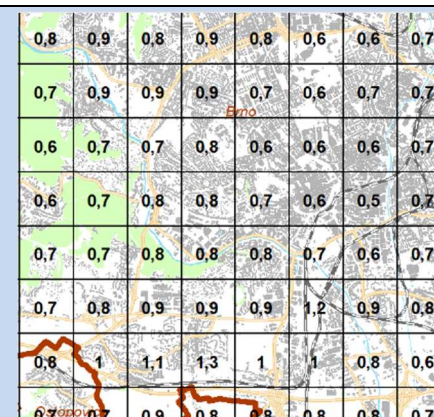 0,8 0,9 0,8 0,9 0,8 0,6 0,6 0,7
0,7 0,9 0,9 0,9 0,7 0,6 0,7 0,7
Brno
0,6 0,7 0,7 0,8 0,6 0,6 0,6 0,7
0,6 0,7 0,8 0,8 0,7 0,6 0,5 0,7
0,7 0,7 0,8 0,8 0,8 0,7 0,6 0,7
0,7 0,8 0,9 0,9 0,9 1,2 0,9 0,8
0,8 1 1,1 1,3 1 1 0,8 0,6
0,7 0,7 0,9 0,8 0,8 0,8 0,9